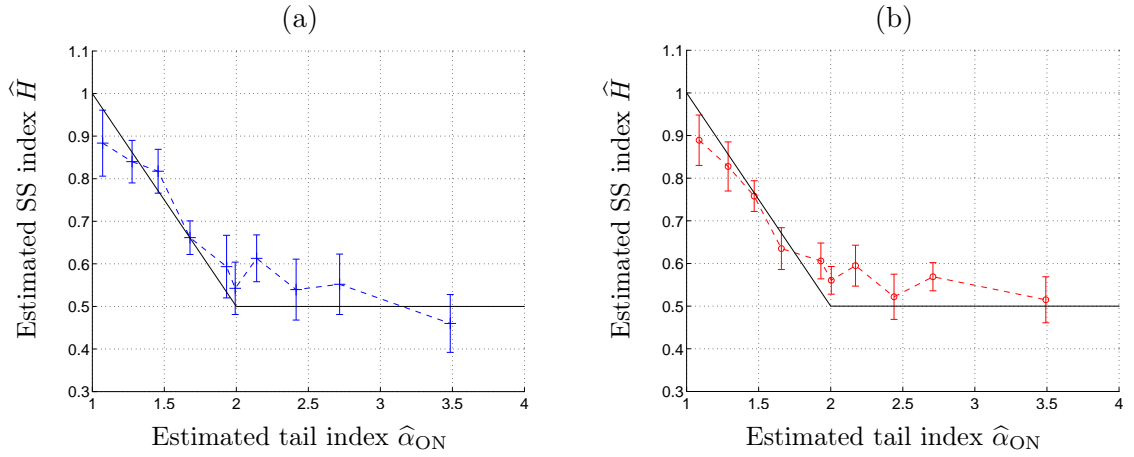 (a)
Estimated SS index Ĥ
1.1
1
0.9
0.8
0.7
0.6
0.5
0.4
0.3
1 1.5 2 2.5 3 3.5 4
Estimated tail index α̂ON
(b)
Estimated SS index Ĥ
1.1
1
0.9
0.8
0.7
0.6
0.5
0.4
0.3
1 1.5 2 2.5 3 3.5 4
Estimated tail index α̂ON